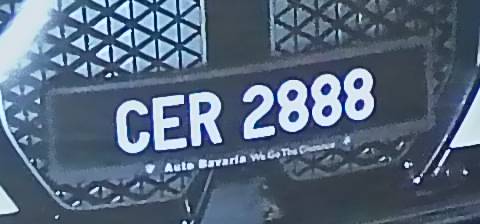 CER 2888
Auto Bavaria We Go The Distance